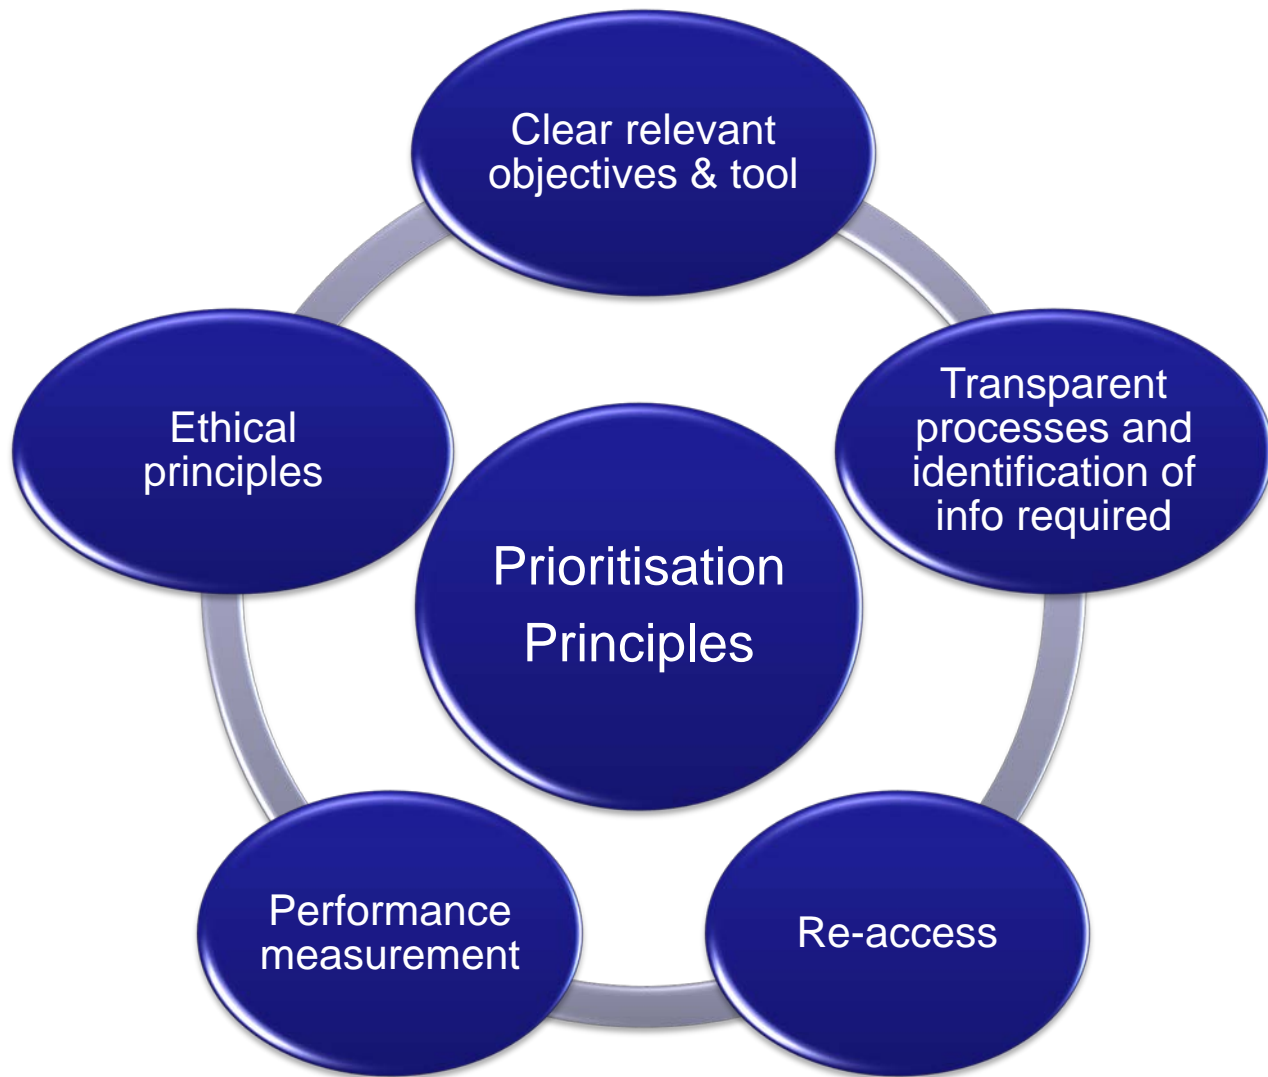 Clear relevant
objectives & tool
Transparent
processes and
identification of
info required
Ethical
principles
Prioritisation
Principles
Performance
measurement
Re-access